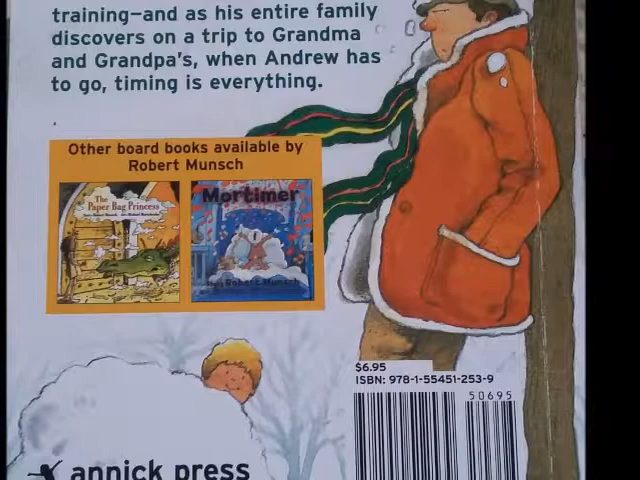 training—and as his entire family
discovers on a trip to Grandma
and Grandpa's, when Andrew has
to go, timing is everything.
Other board books available by
Robert Munsch
The
Paper Bag Princess
Mortimer
Robert Munsch
$6.95
ISBN: 978-1-55451-253-9
50695
annick press